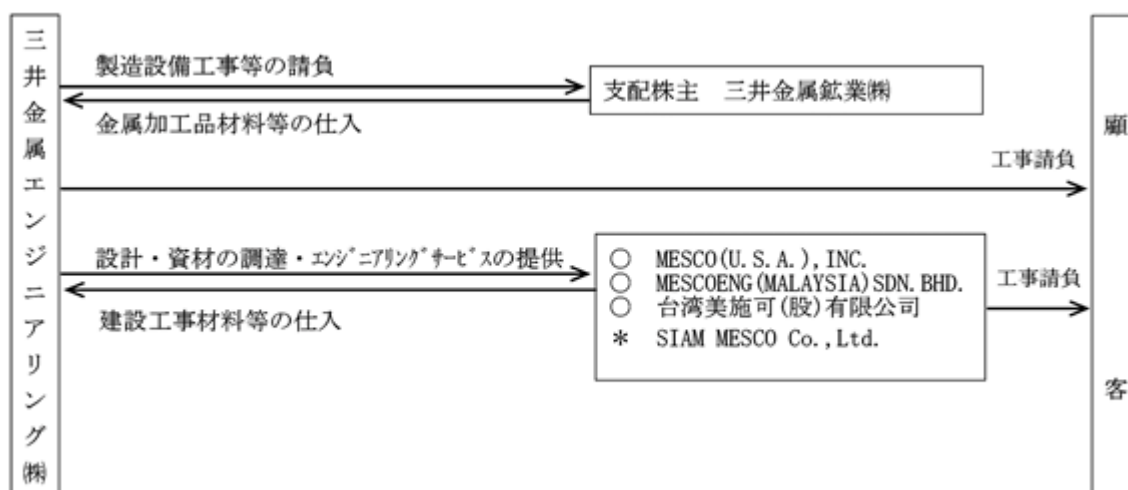 三井金属エンジニアリング㈱
製造設備工事等の請負
金属加工品材料等の仕入
支配株主　三井金属鉱業㈱
工事請負
設計・資材の調達・ｴﾝｼﾞﾆｱﾘﾝｸﾞｻｰﾋﾞｽの提供
建設工事材料等の仕入
○　MESCO(U.S.A.),INC.
○　MESCOENG(MALAYSIA)SDN.BHD.
○　台湾美施可(股)有限公司
＊　SIAM MESCO Co.,Ltd.
工事請負
顧客